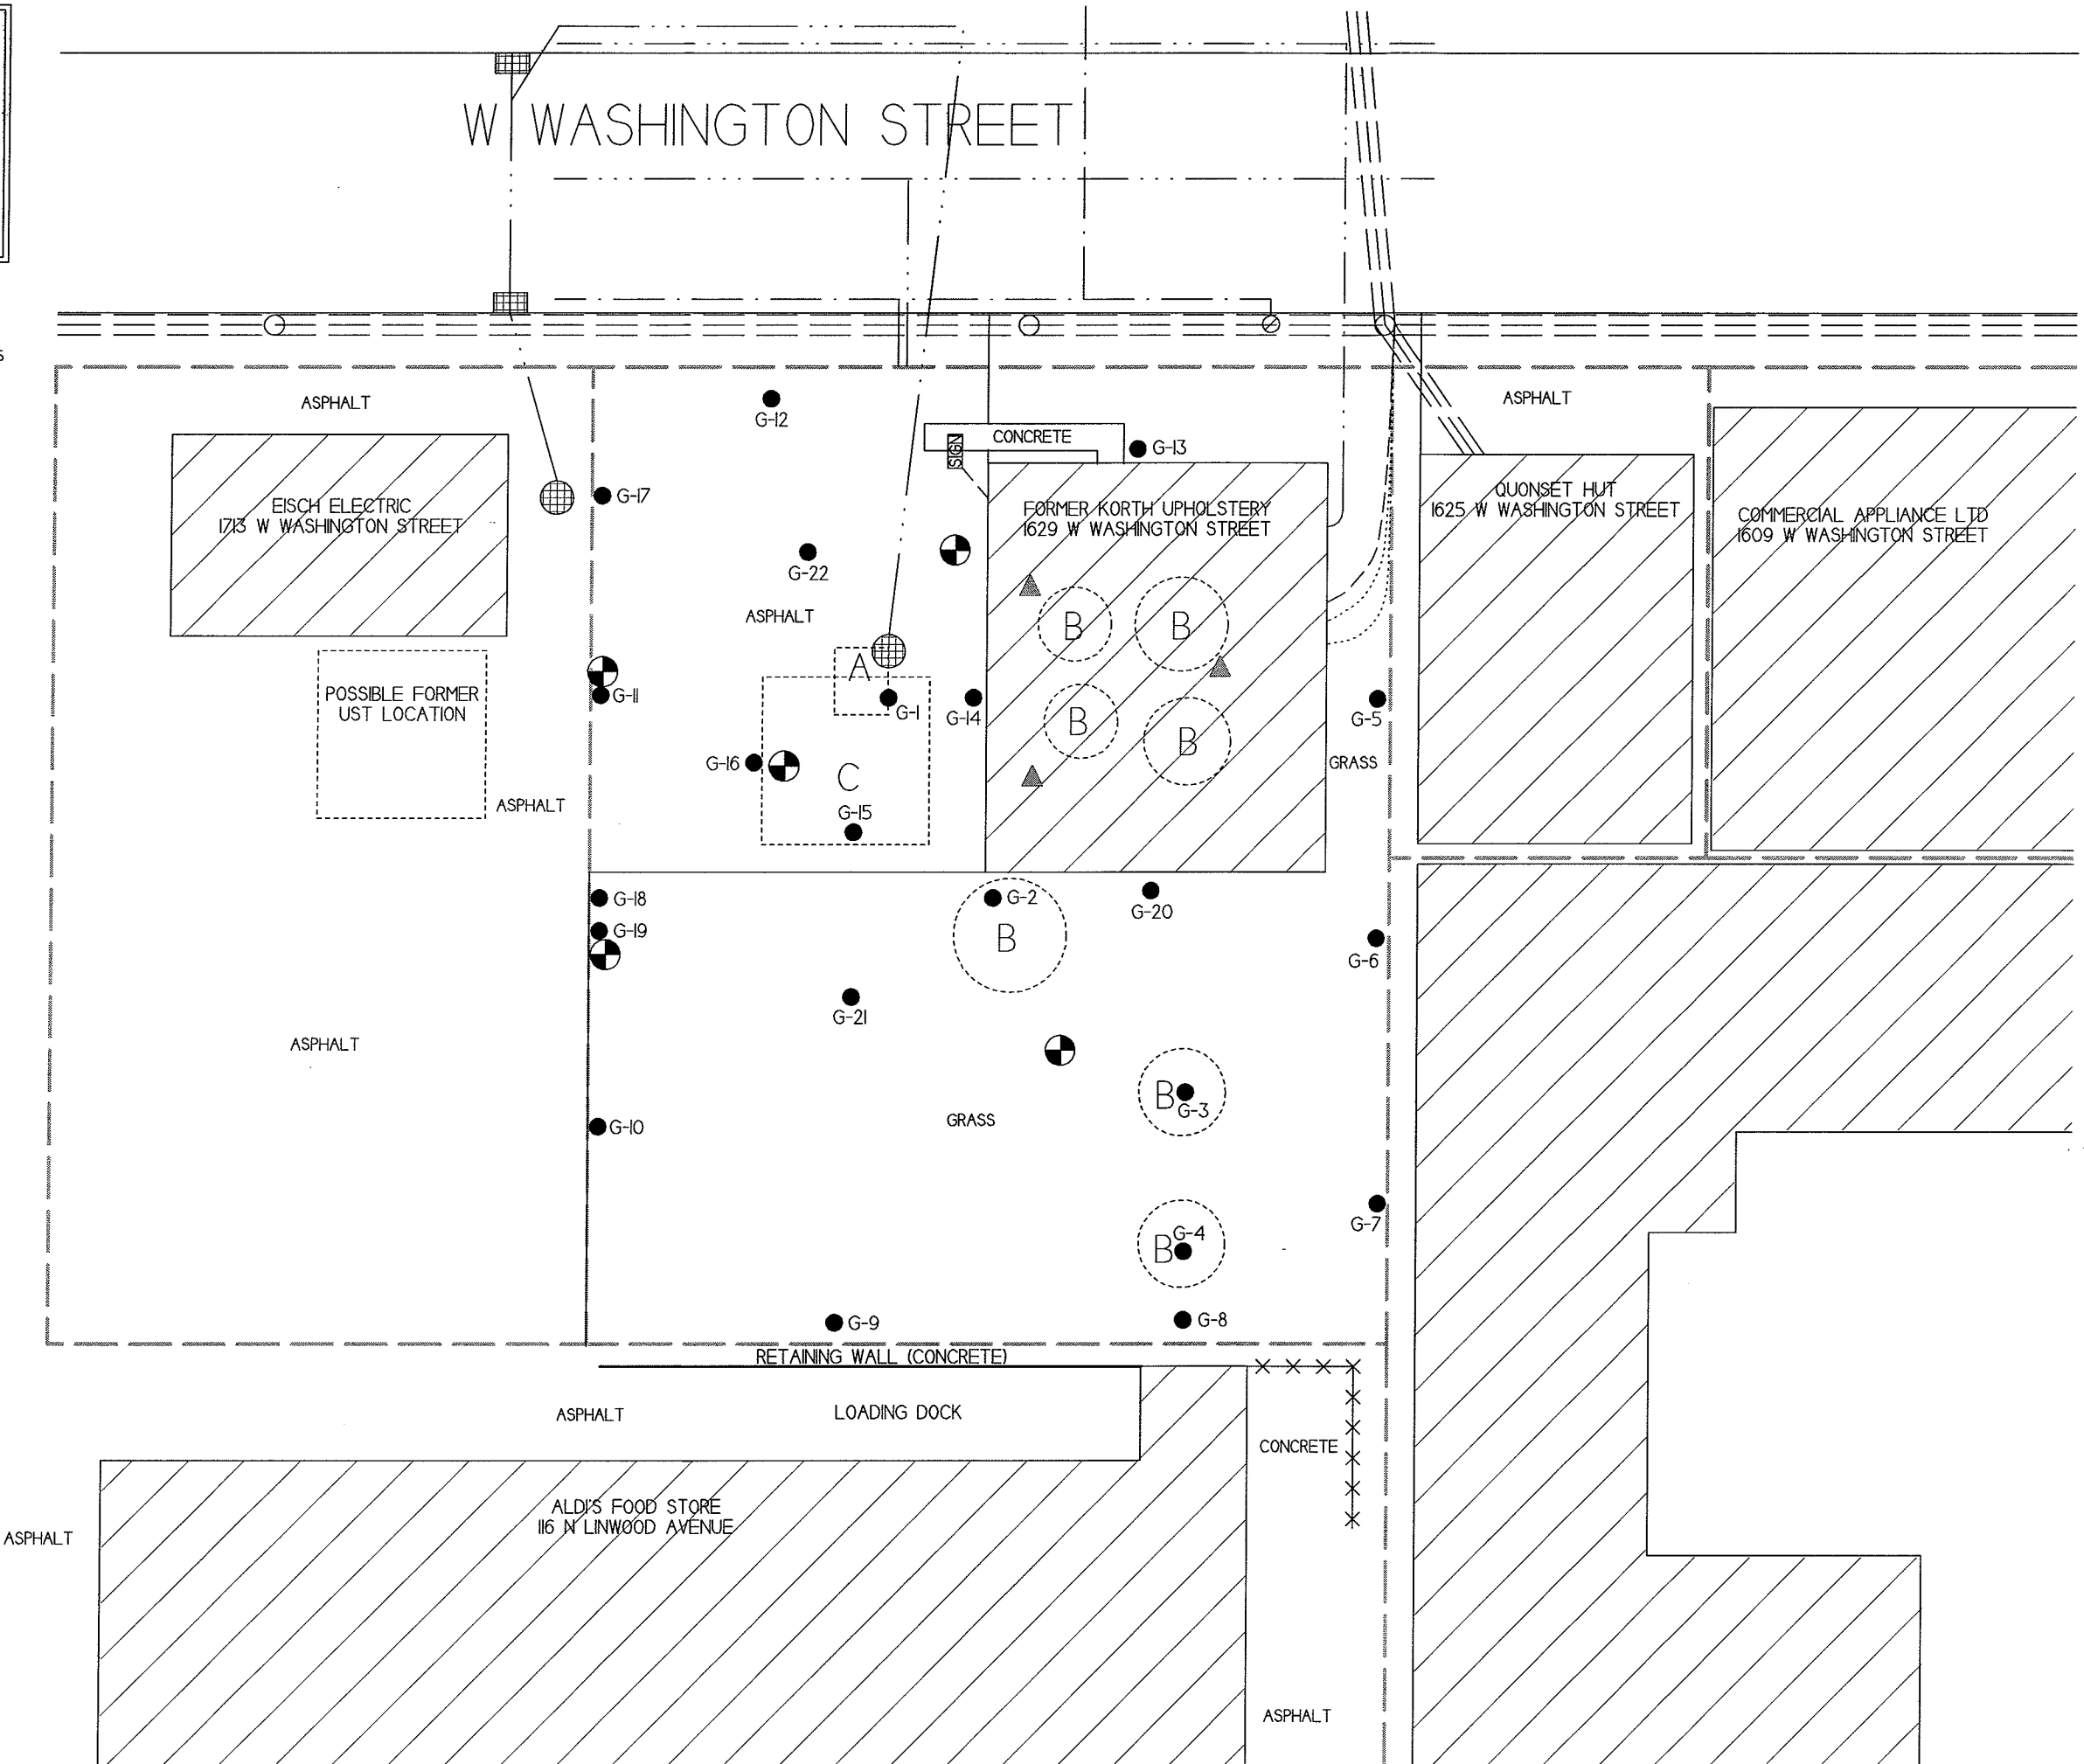 W WASHINGTON STREET
S
ASPHALT
ASPHALT
G-12
CONCRETE
SIGN
G-13
G-17
EISCH ELECTRIC
1713 W WASHINGTON STREET
FORMER KORTH UPHOLSTERY
1629 W WASHINGTON STREET
QUONSET HUT
1625 W WASHINGTON STREET
COMMERCIAL APPLIANCE LTD
1609 W WASHINGTON STREET
G-22
ASPHALT
B
B
A
POSSIBLE FORMER
UST LOCATION
G-11
G-1
G-14
B
B
G-5
G-16
C
GRASS
ASPHALT
G-15
G-18
G-2
G-20
G-19
B
G-6
G-21
ASPHALT
B
G-3
GRASS
G-10
G-7
G-4
B
G-9
G-8
RETAINING WALL (CONCRETE)
ASPHALT
LOADING DOCK
CONCRETE
ALDI'S FOOD STORE
116 N LINWOOD AVENUE
ASPHALT
ASPHALT